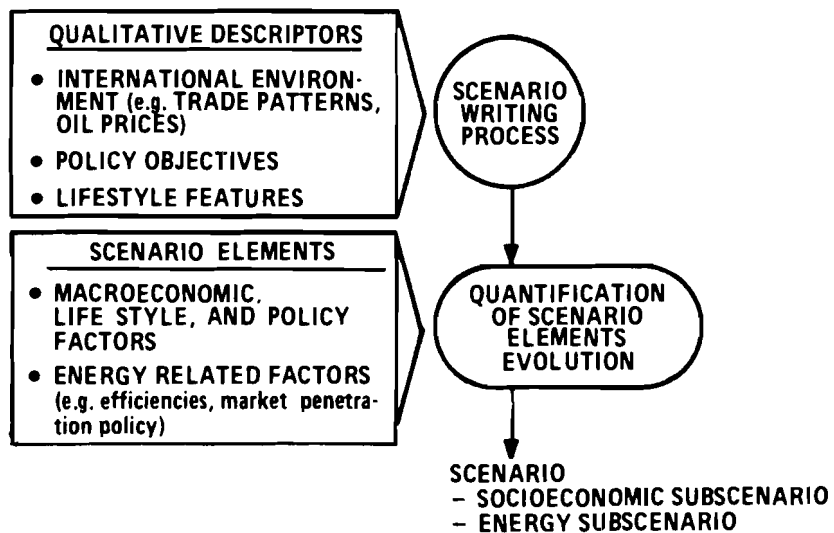 QUALITATIVE DESCRIPTORS
● INTERNATIONAL ENVIRON-
MENT (e.g. TRADE PATTERNS,
OIL PRICES)
● POLICY OBJECTIVES
● LIFESTYLE FEATURES
SCENARIO
WRITING
PROCESS
SCENARIO ELEMENTS
● MACROECONOMIC,
LIFE STYLE, AND POLICY
FACTORS
● ENERGY RELATED FACTORS
(e.g. efficiencies, market penetra-
tion policy)
QUANTIFICATION
OF SCENARIO
ELEMENTS
EVOLUTION
SCENARIO
– SOCIOECONOMIC SUBSCENARIO
– ENERGY SUBSCENARIO